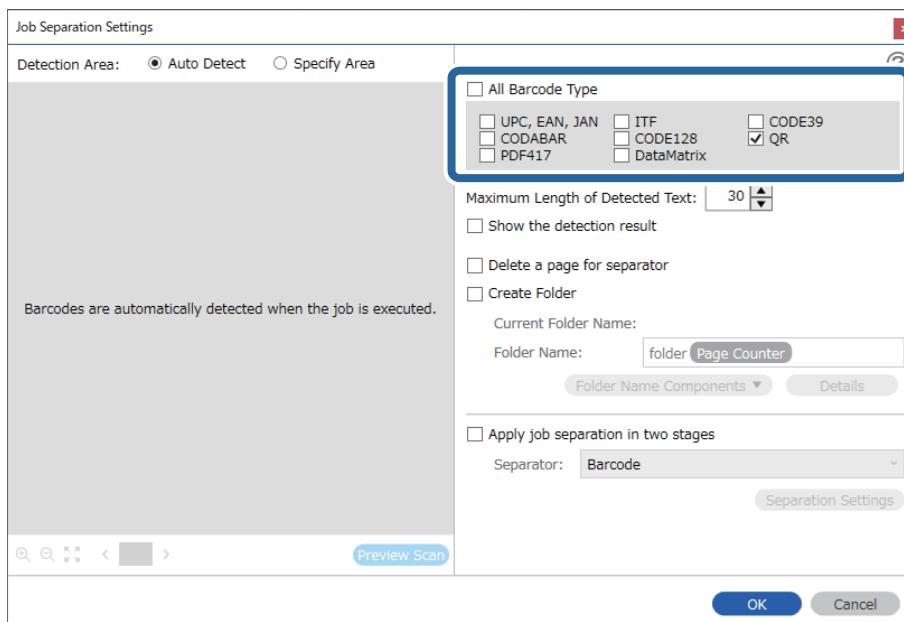 Job Separation Settings
Detection Area: Auto Detect Specify Area
All Barcode Type
UPC, EAN, JAN ITF CODE39
CODABAR CODE128 QR
PDF417 DataMatrix
Maximum Length of Detected Text: 30
Show the detection result
Delete a page for separator
Create Folder
Barcodes are automatically detected when the job is executed.
Current Folder Name:
Folder Name: folder Page Counter
Folder Name Components Details
Apply job separation in two stages
Separator: Barcode
Separation Settings
Preview Scan
OK Cancel